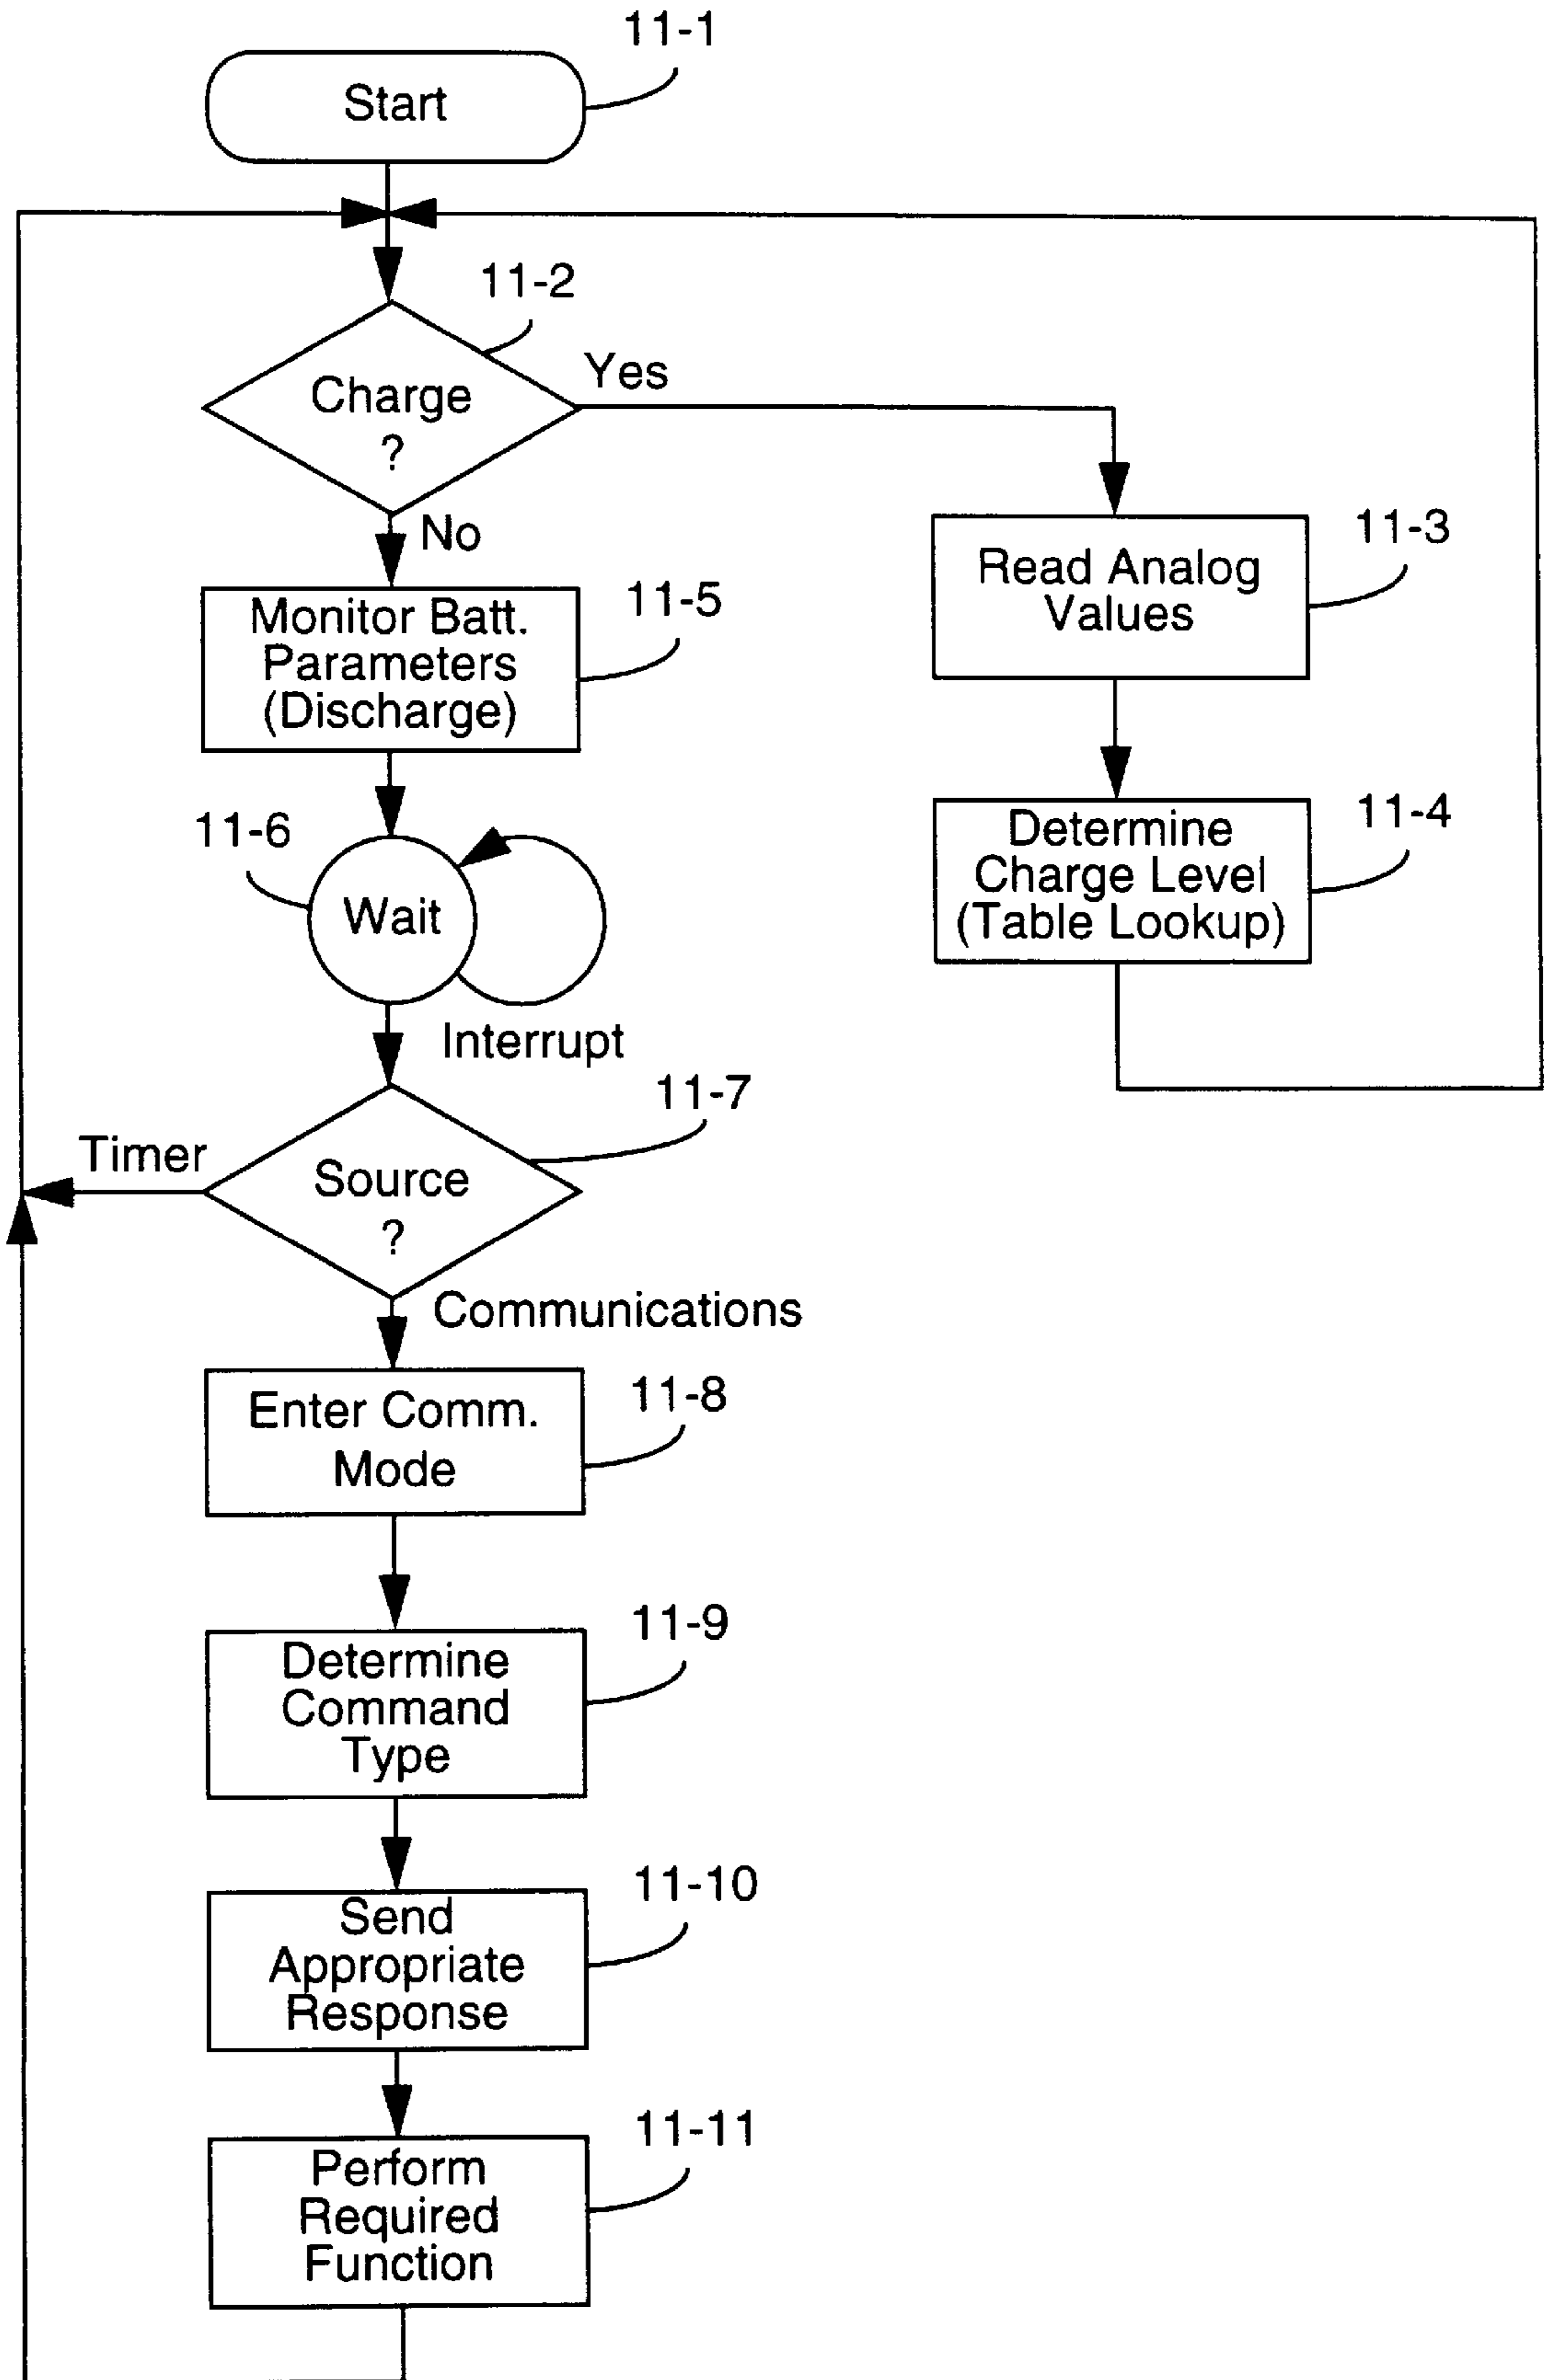 11-1
Start
11-2
Charge
?
Yes
No
11-3
Read Analog
Values
11-5
Monitor Batt.
Parameters
(Discharge)
11-4
Determine
Charge Level
(Table Lookup)
11-6
Wait
Interrupt
11-7
Timer
Source
?
Communications
11-8
Enter Comm.
Mode
11-9
Determine
Command
Type
11-10
Send
Appropriate
Response
11-11
Perform
Required
Function